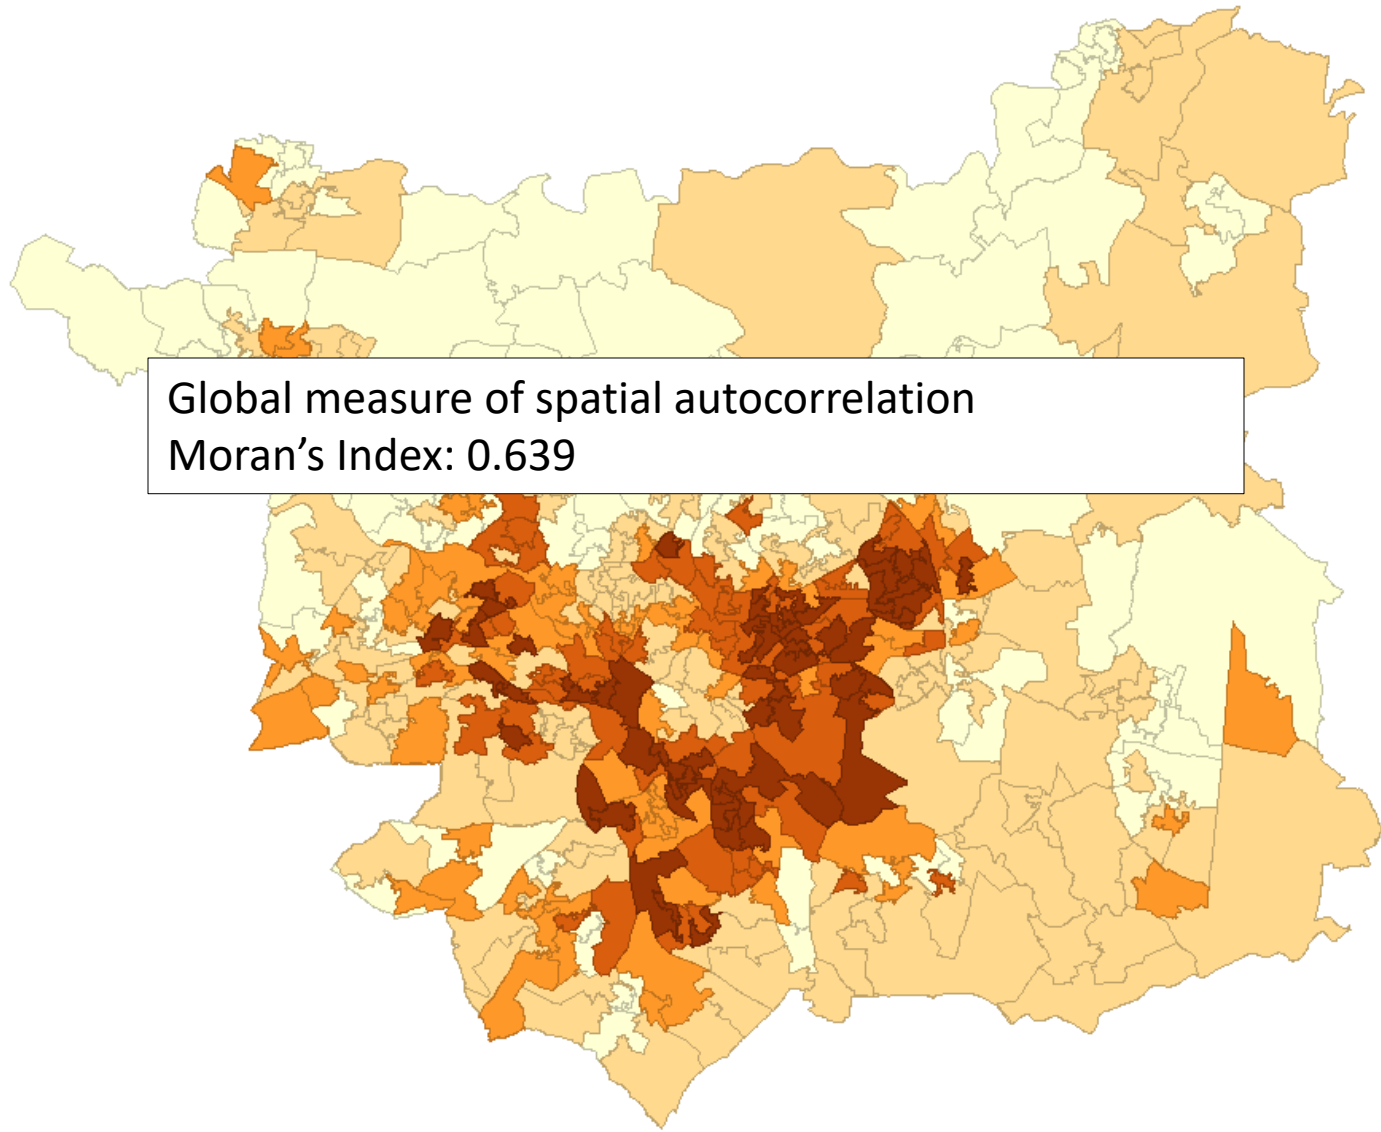 Global measure of spatial autocorrelation
Moran’s Index: 0.639